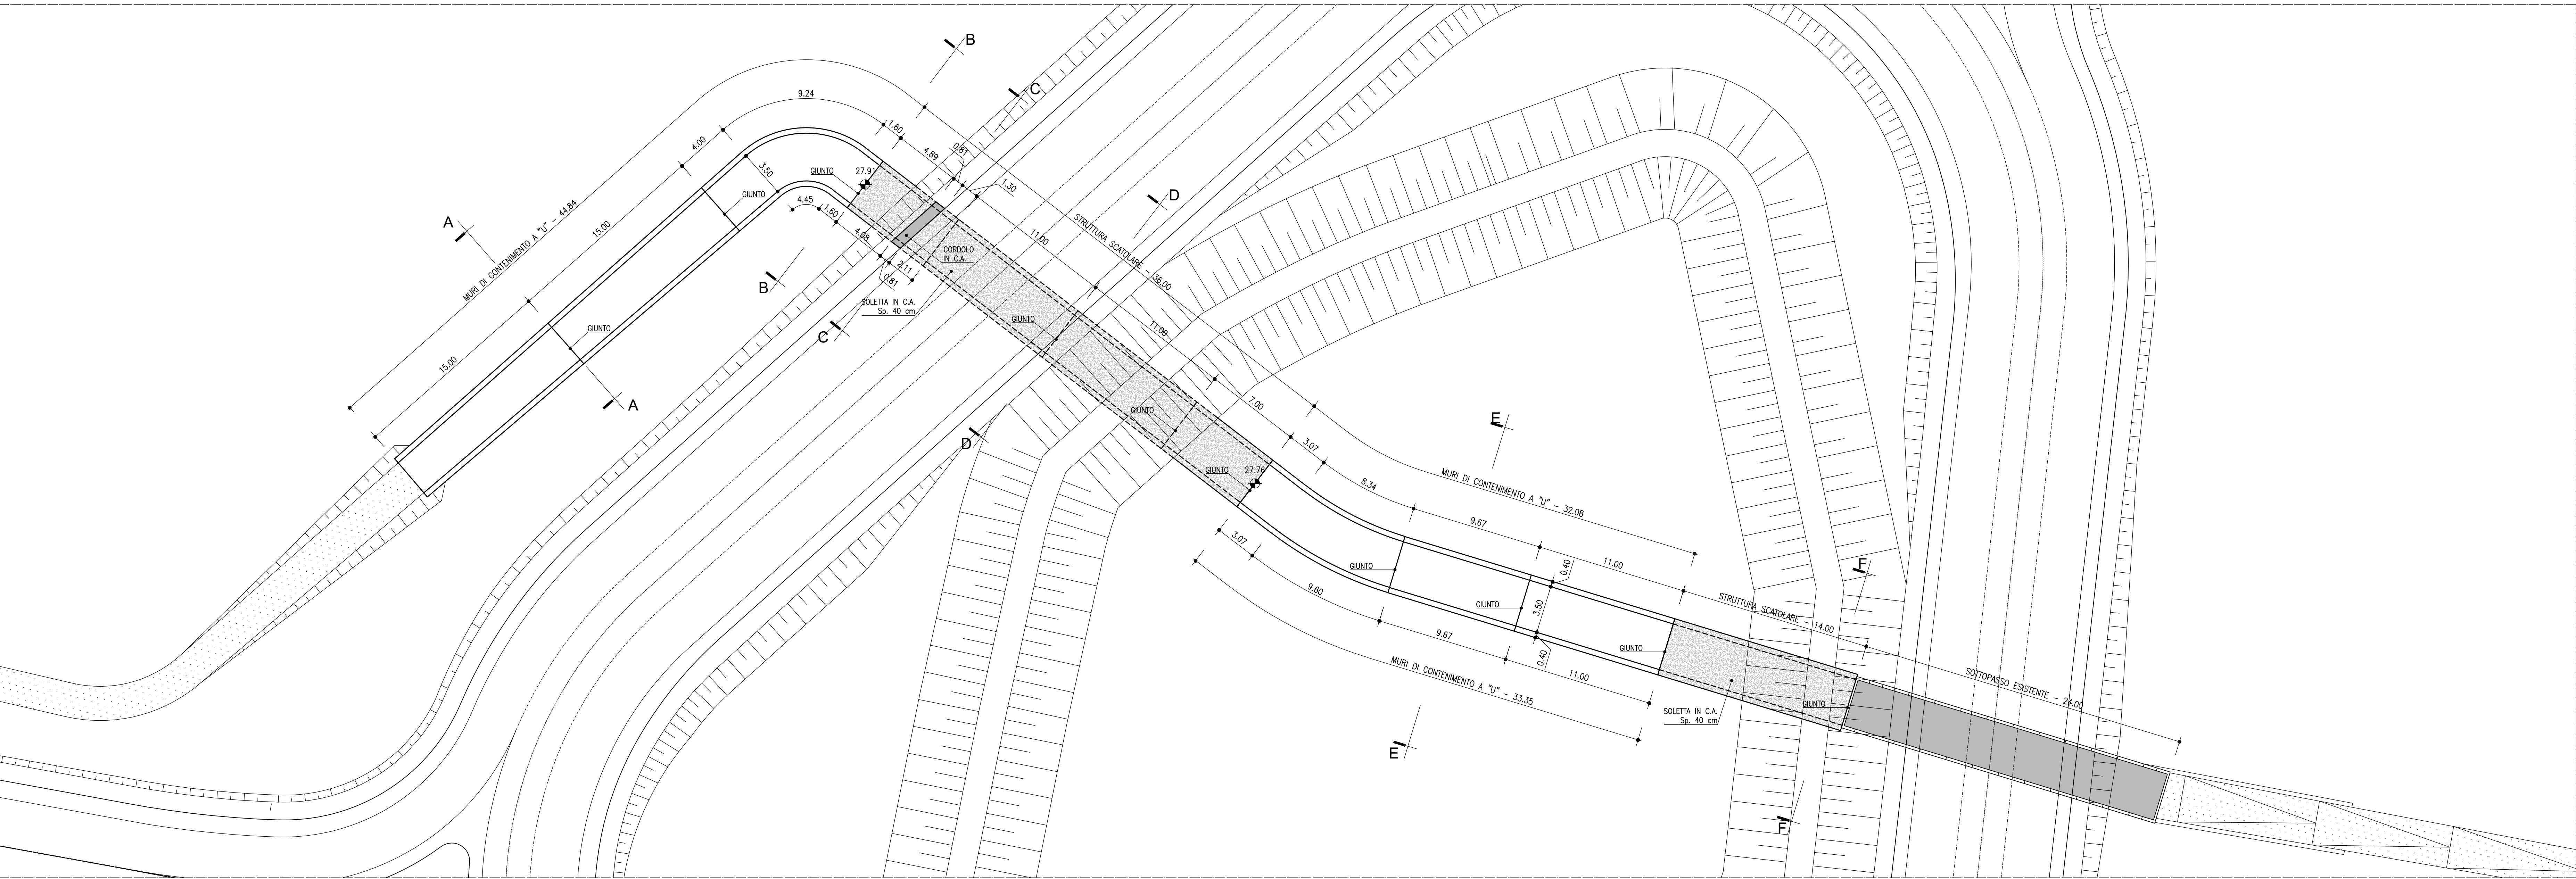 B
C
9.24
1.60
4.00
4.89
0.81
1.30
3.50
GIUNTO
27.91
GIUNTO
4.45
1.60
4.08
0.81
2.11
CORDOLO
IN C.A.
SOLETTA IN C.A.
Sp. 40 cm
D
A
MURI DI CONTENIMENTO A "U" - 44.84
15.00
B
C
11.00
STRUTTURA SCATOLARE - 36.00
GIUNTO
15.00
GIUNTO
11.00
A
D
GIUNTO
7.00
GIUNTO
27.76
3.07
8.34
E
MURI DI CONTENIMENTO A "U" - 32.08
9.67
3.07
9.60
GIUNTO
11.00
0.40
3.50
0.40
GIUNTO
F
STRUTTURA SCATOLARE - 14.00
9.67
11.00
GIUNTO
MURI DI CONTENIMENTO A "U" - 33.35
SOLETTA IN C.A.
Sp. 40 cm
GIUNTO
SOTTOPASSO ESISTENTE - 24.00
E
F